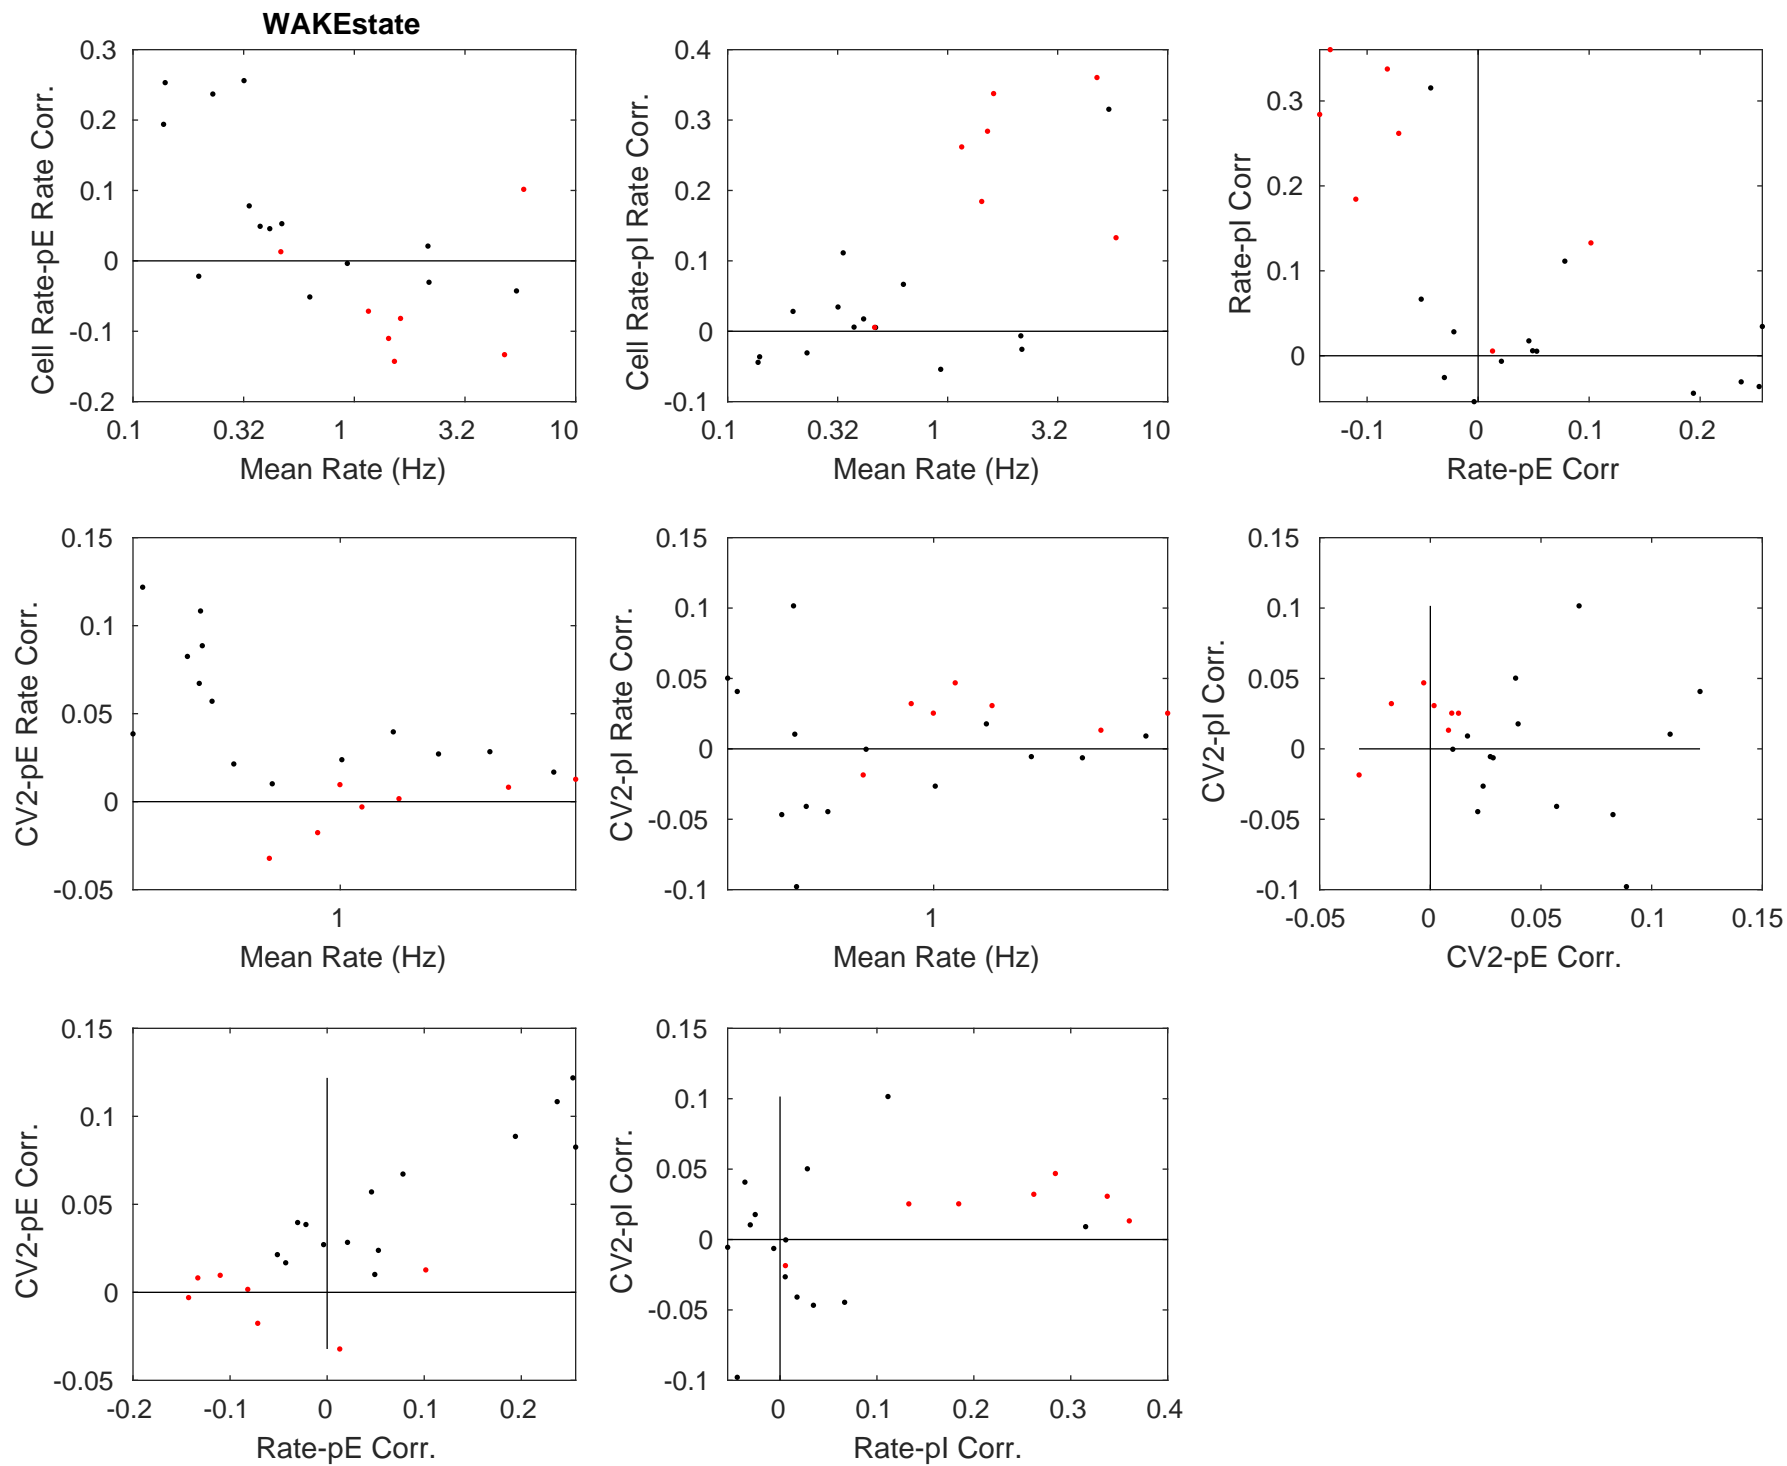 WAKEstate
0.3
0.2
0.1
0
-0.1
-0.2
Cell Rate-pE Rate Corr.
0.1 0.32 1 3.2 10
Mean Rate (Hz)
0.4
0.3
0.2
0.1
0
-0.1
Cell Rate-pI Rate Corr.
0.1 0.32 1 3.2 10
Mean Rate (Hz)
0.3
0.2
0.1
0
Rate-pI Corr
-0.1 0 0.1 0.2
Rate-pE Corr
0.15
0.1
0.05
0
-0.05
CV2-pE Rate Corr.
1
Mean Rate (Hz)
0.15
0.1
0.05
0
-0.05
-0.1
CV2-pI Rate Corr.
1
Mean Rate (Hz)
0.15
0.1
0.05
0
-0.05
-0.1
CV2-pI Corr.
-0.05 0 0.05 0.1 0.15
CV2-pE Corr.
0.15
0.1
0.05
0
-0.05
CV2-pE Corr.
-0.2 -0.1 0 0.1 0.2
Rate-pE Corr.
0.15
0.1
0.05
0
-0.05
-0.1
CV2-pI Corr.
0 0.1 0.2 0.3 0.4
Rate-pI Corr.